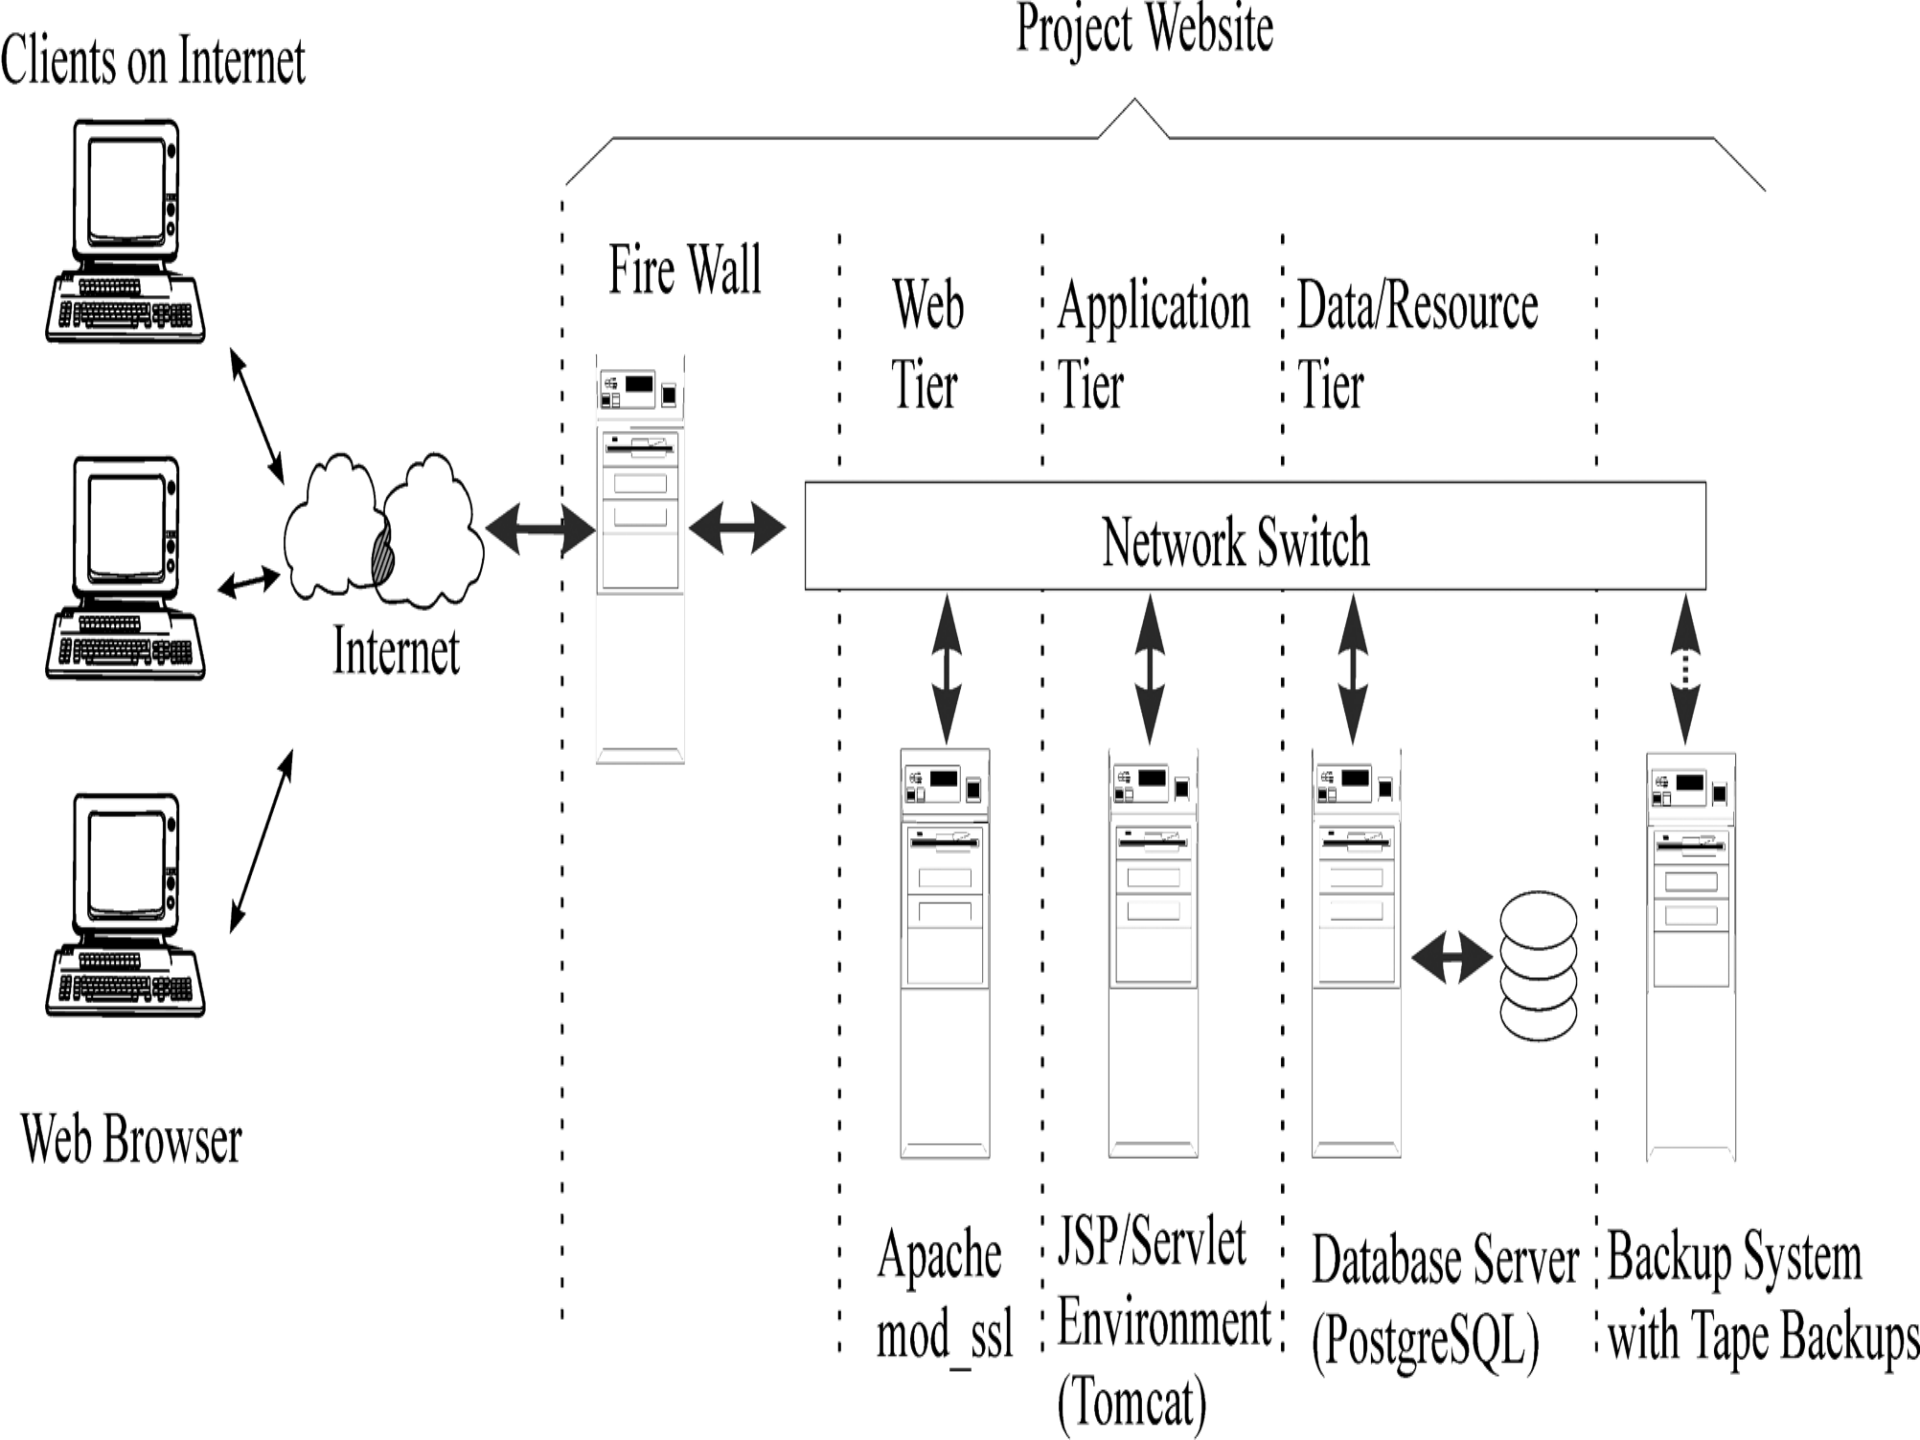 Project Website
Clients on Internet
Fire Wall
Web
Tier
Application
Tier
Data/Resource
Tier
Network Switch
Internet
Web Browser
Apache
mod_ssl
JSP/Servlet
Environment
(Tomcat)
Database Server
(PostgreSQL)
Backup System
with Tape Backups